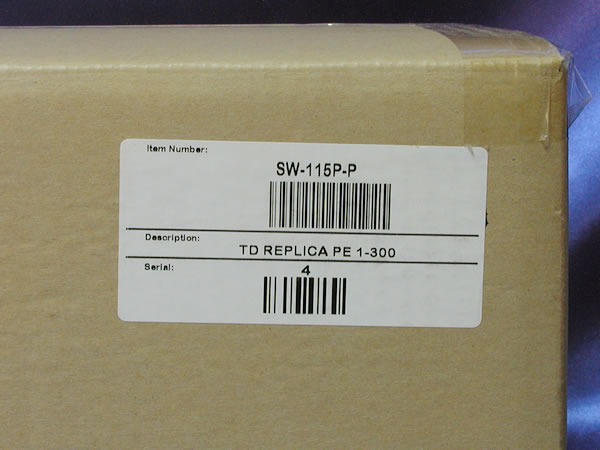 Item Number:
SW-115P-P
Description:
TD REPLICA PE 1-300
Serial:
4